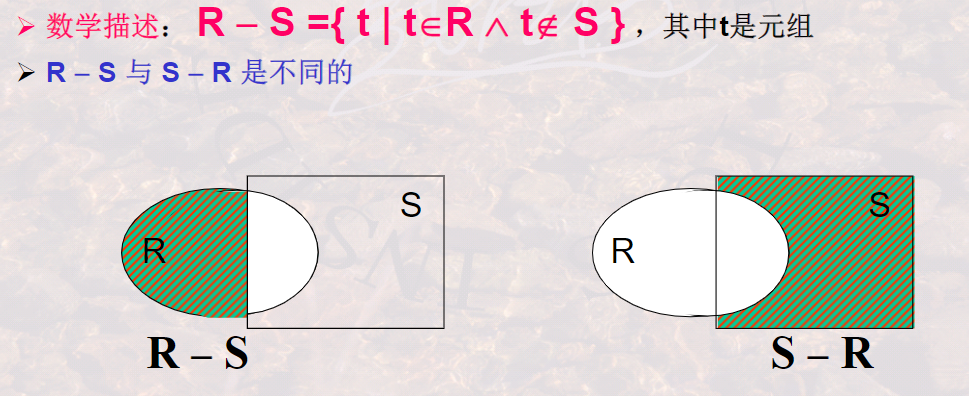 ➢ 数学描述： R – S ={ t | t∈R ∧ t∉ S } ，其中t是元组
➢ R – S 与 S – R 是不同的
R S R S
R – S S – R